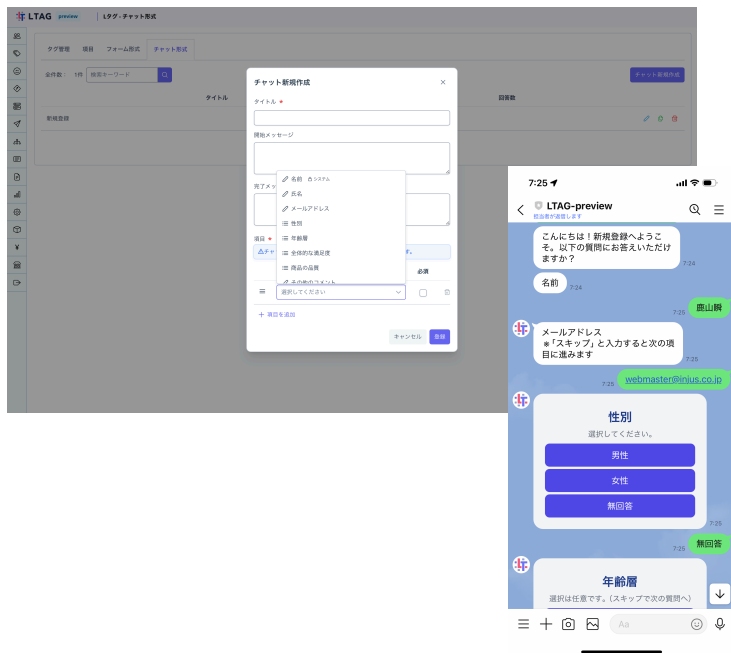 LTAG preview
Lタグ - チャット形式
タグ管理 項目 フォーム形式 チャット形式
全件数： 1件 検索キーワード
チャット新規作成
タイトル 回答数
新規登録
チャット新規作成
タイトル *
開始メッセージ
完了メッ
名前 システム
氏名
メールアドレス
性別
年齢層
全体的な満足度
商品の品質
その他のコメント
項目 *
チャ す。
必須
選択してください
+ 項目を追加
キャンセル 登録
7:25
LTAG-preview
担当者が返信します
こんにちは！新規登録へようこ
そ。以下の質問にお答えいただけ
ますか？
7:24
名前
7:24
7:25
鹿山瞬
メールアドレス
※「スキップ」と入力すると次の項
目に進みます
7:25
7:25
webmaster@injus.co.jp
性別
選択してください。
男性
女性
無回答
7:25
7:25
無回答
年齢層
選択は任意です。(スキップで次の質問へ)
Aa